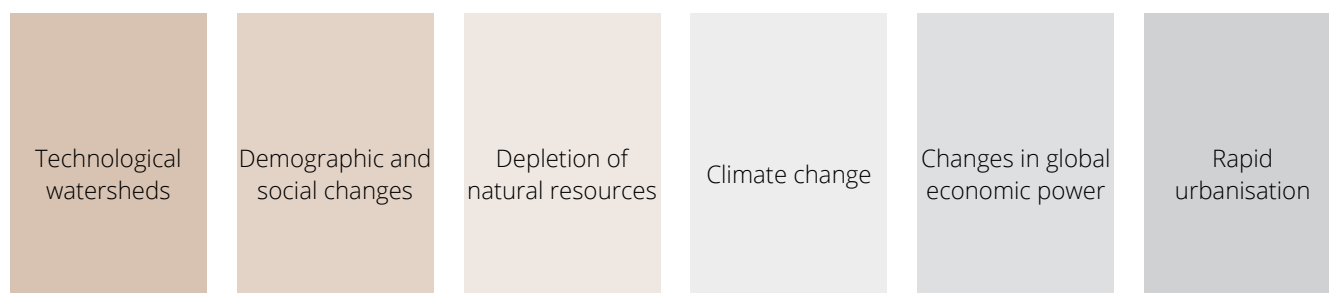 Technological
watersheds
Demographic and
social changes
Depletion of
natural resources
Climate change
Changes in global
economic power
Rapid
urbanisation